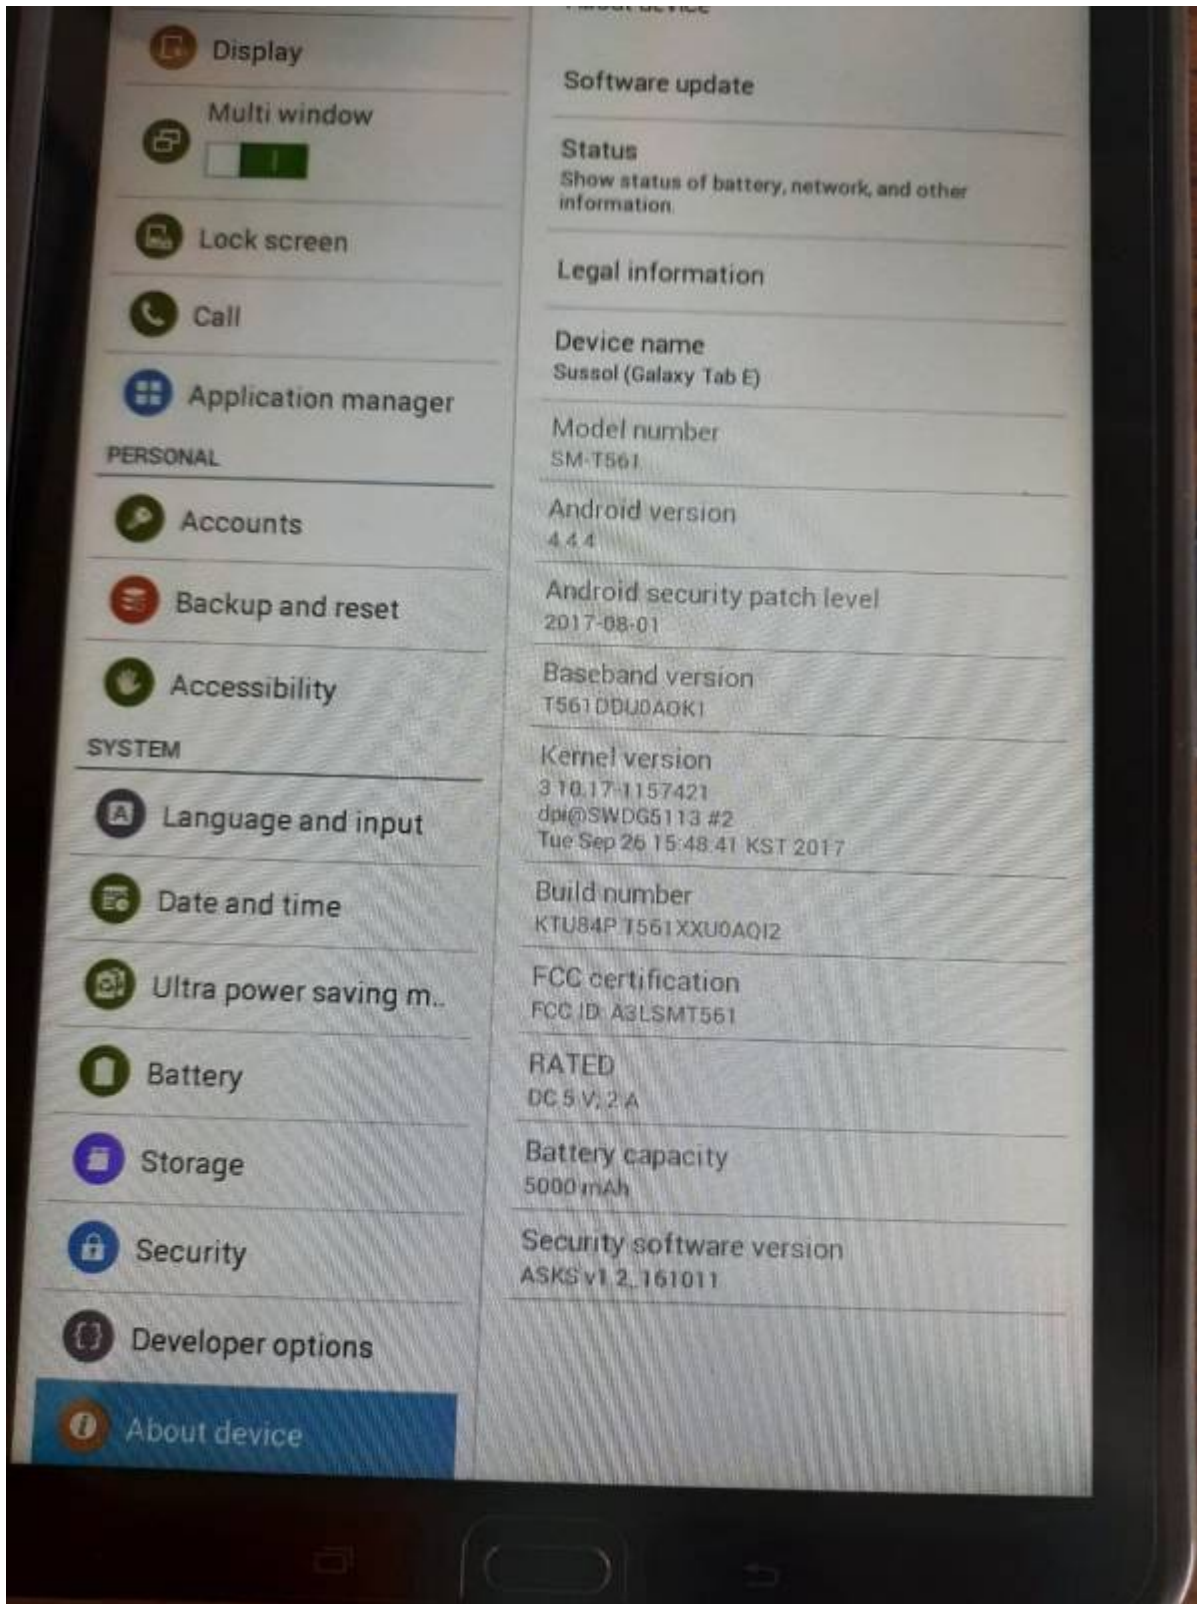 Display
Multi window
Lock screen
Call
Application manager
PERSONAL
Accounts
Backup and reset
Accessibility
SYSTEM
Language and input
Date and time
Ultra power saving m..
Battery
Storage
Security
Developer options
About device
About device
Software update
Status
Show status of battery, network, and other
information.
Legal information
Device name
Sussol (Galaxy Tab E)
Model number
SM-T561
Android version
4.4.4
Android security patch level
2017-08-01
Baseband version
T561DDU0AOK1
Kernel version
3.10.17-1157421
dpi@SWDG5113 #2
Tue Sep 26 15:48:41 KST 2017
Build number
KTU84P.T561XXU0AQI2
FCC certification
FCC ID: A3LSMT561
RATED
DC 5 V; 2 A
Battery capacity
5000 mAh
Security software version
ASKS v1.2_161011